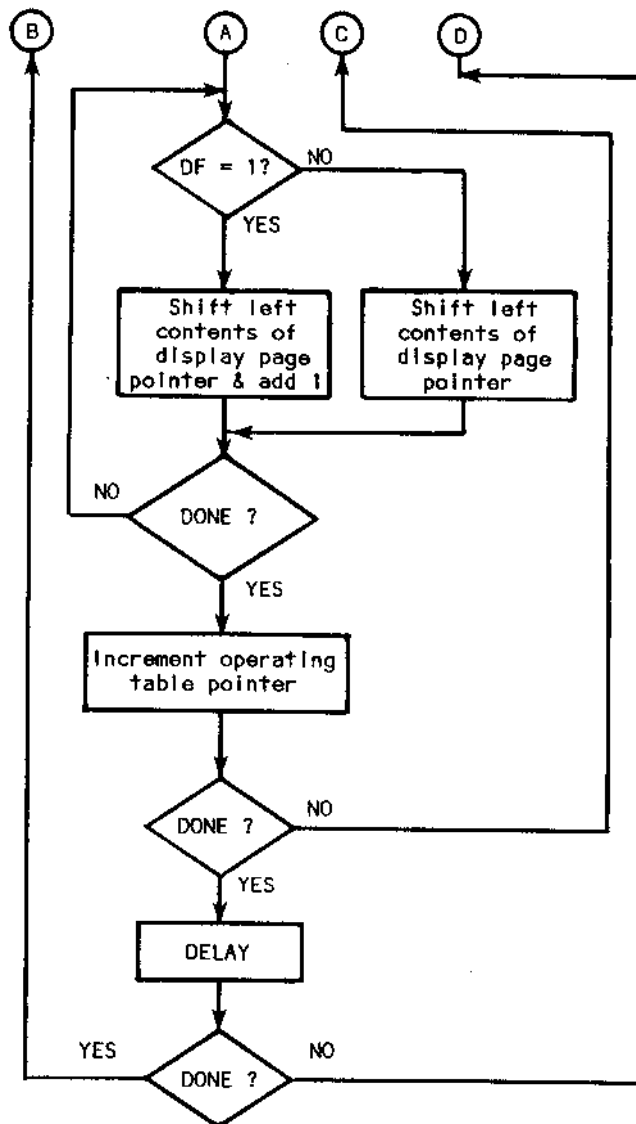 B
A
C
D
DF = 1?
NO
YES
Shift left
contents of
display page
pointer & add 1
Shift left
contents of
display page
pointer
NO
DONE ?
YES
Increment operating
table pointer
DONE ?
NO
YES
DELAY
YES
DONE ?
NO